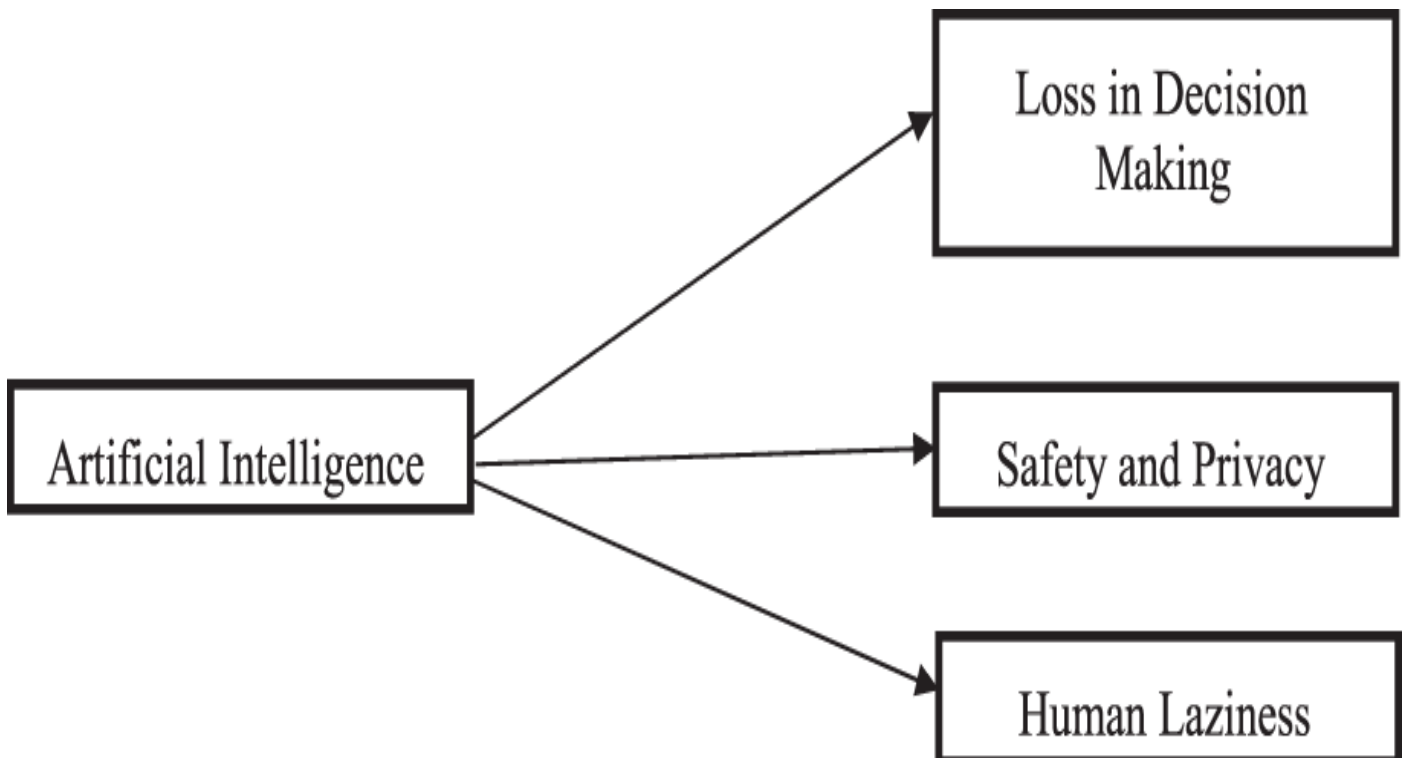 Loss in Decision
Making
Artificial Intelligence
Safety and Privacy
Human Laziness